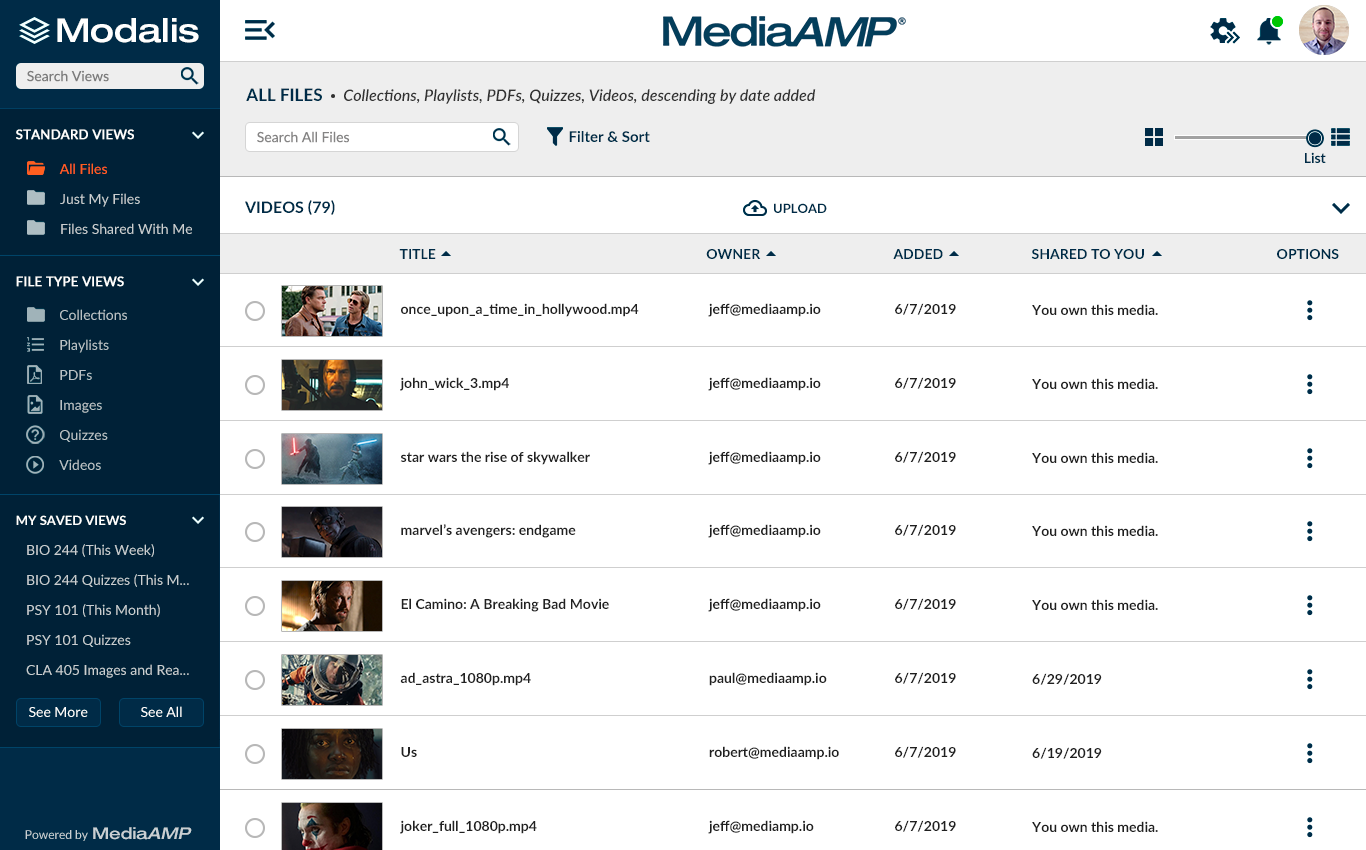 Modalis
Search Views
STANDARD VIEWS
All Files
Just My Files
Files Shared With Me
FILE TYPE VIEWS
Collections
Playlists
PDFs
Images
Quizzes
Videos
MY SAVED VIEWS
BIO 244 (This Week)
BIO 244 Quizzes (This M...
PSY 101 (This Month)
PSY 101 Quizzes
CLA 405 Images and Rea...
See More See All
Powered by MediaAMP
MediaAMP®
ALL FILES • Collections, Playlists, PDFs, Quizzes, Videos, descending by date added
Search All Files Filter & Sort
List
VIDEOS (79) UPLOAD
TITLE OWNER ADDED SHARED TO YOU OPTIONS
once_upon_a_time_in_hollywood.mp4 jeff@mediaamp.io 6/7/2019 You own this media.
john_wick_3.mp4 jeff@mediaamp.io 6/7/2019 You own this media.
star wars the rise of skywalker jeff@mediaamp.io 6/7/2019 You own this media.
marvel’s avengers: endgame jeff@mediaamp.io 6/7/2019 You own this media.
El Camino: A Breaking Bad Movie jeff@mediaamp.io 6/7/2019 You own this media.
ad_astra_1080p.mp4 paul@mediaamp.io 6/7/2019 6/29/2019
Us robert@mediaamp.io 6/7/2019 6/19/2019
joker_full_1080p.mp4 jeff@mediamp.io 6/7/2019 You own this media.